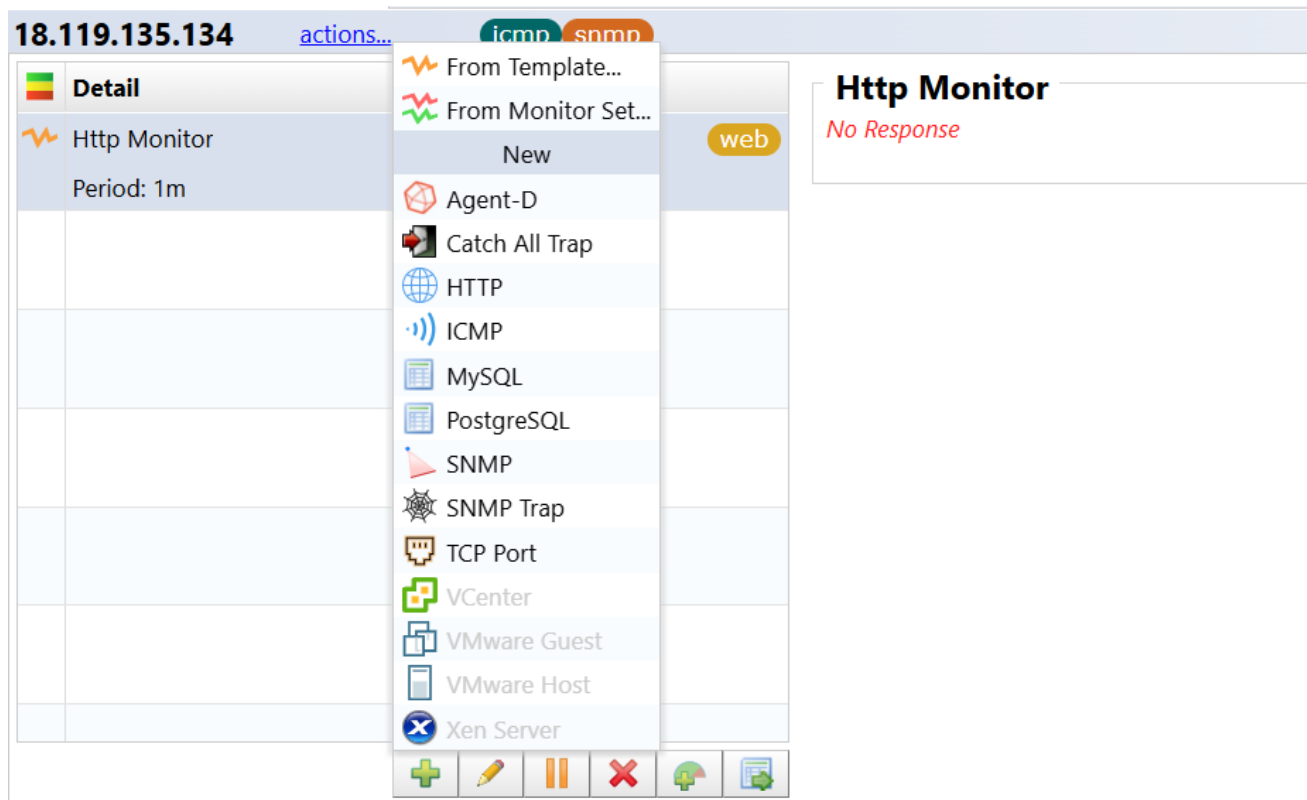 18.119.135.134 actions... icmp snmp
Detail
Http Monitor web
Period: 1m
From Template...
From Monitor Set...
New
Agent-D
Catch All Trap
HTTP
ICMP
MySQL
PostgreSQL
SNMP
SNMP Trap
TCP Port
VCenter
VMware Guest
VMware Host
Xen Server
Http Monitor
No Response